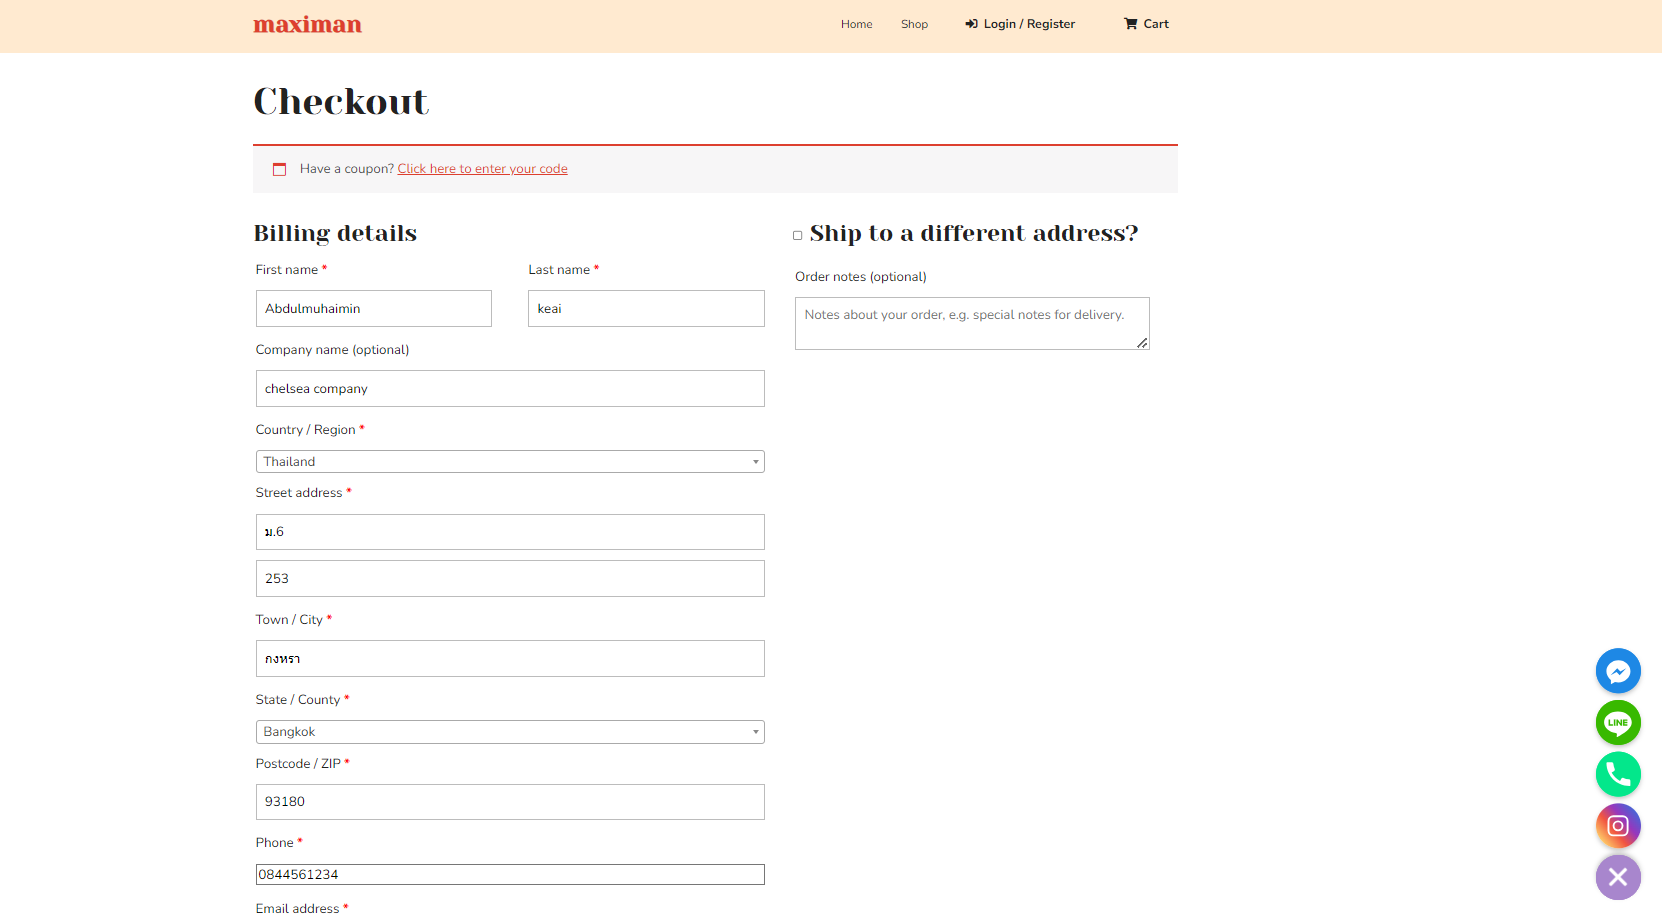 maximan
Home Shop Login / Register Cart
Checkout
Have a coupon? Click here to enter your code
Billing details
First name *
Last name *
Abdulmuhaimin
keai
Company name (optional)
chelsea company
Country / Region *
Thailand
Street address *
ม.6
253
Town / City *
กงหรา
State / County *
Bangkok
Postcode / ZIP *
93180
Phone *
0844561234
Email address *
Ship to a different address?
Order notes (optional)
Notes about your order, e.g. special notes for delivery.
LINE